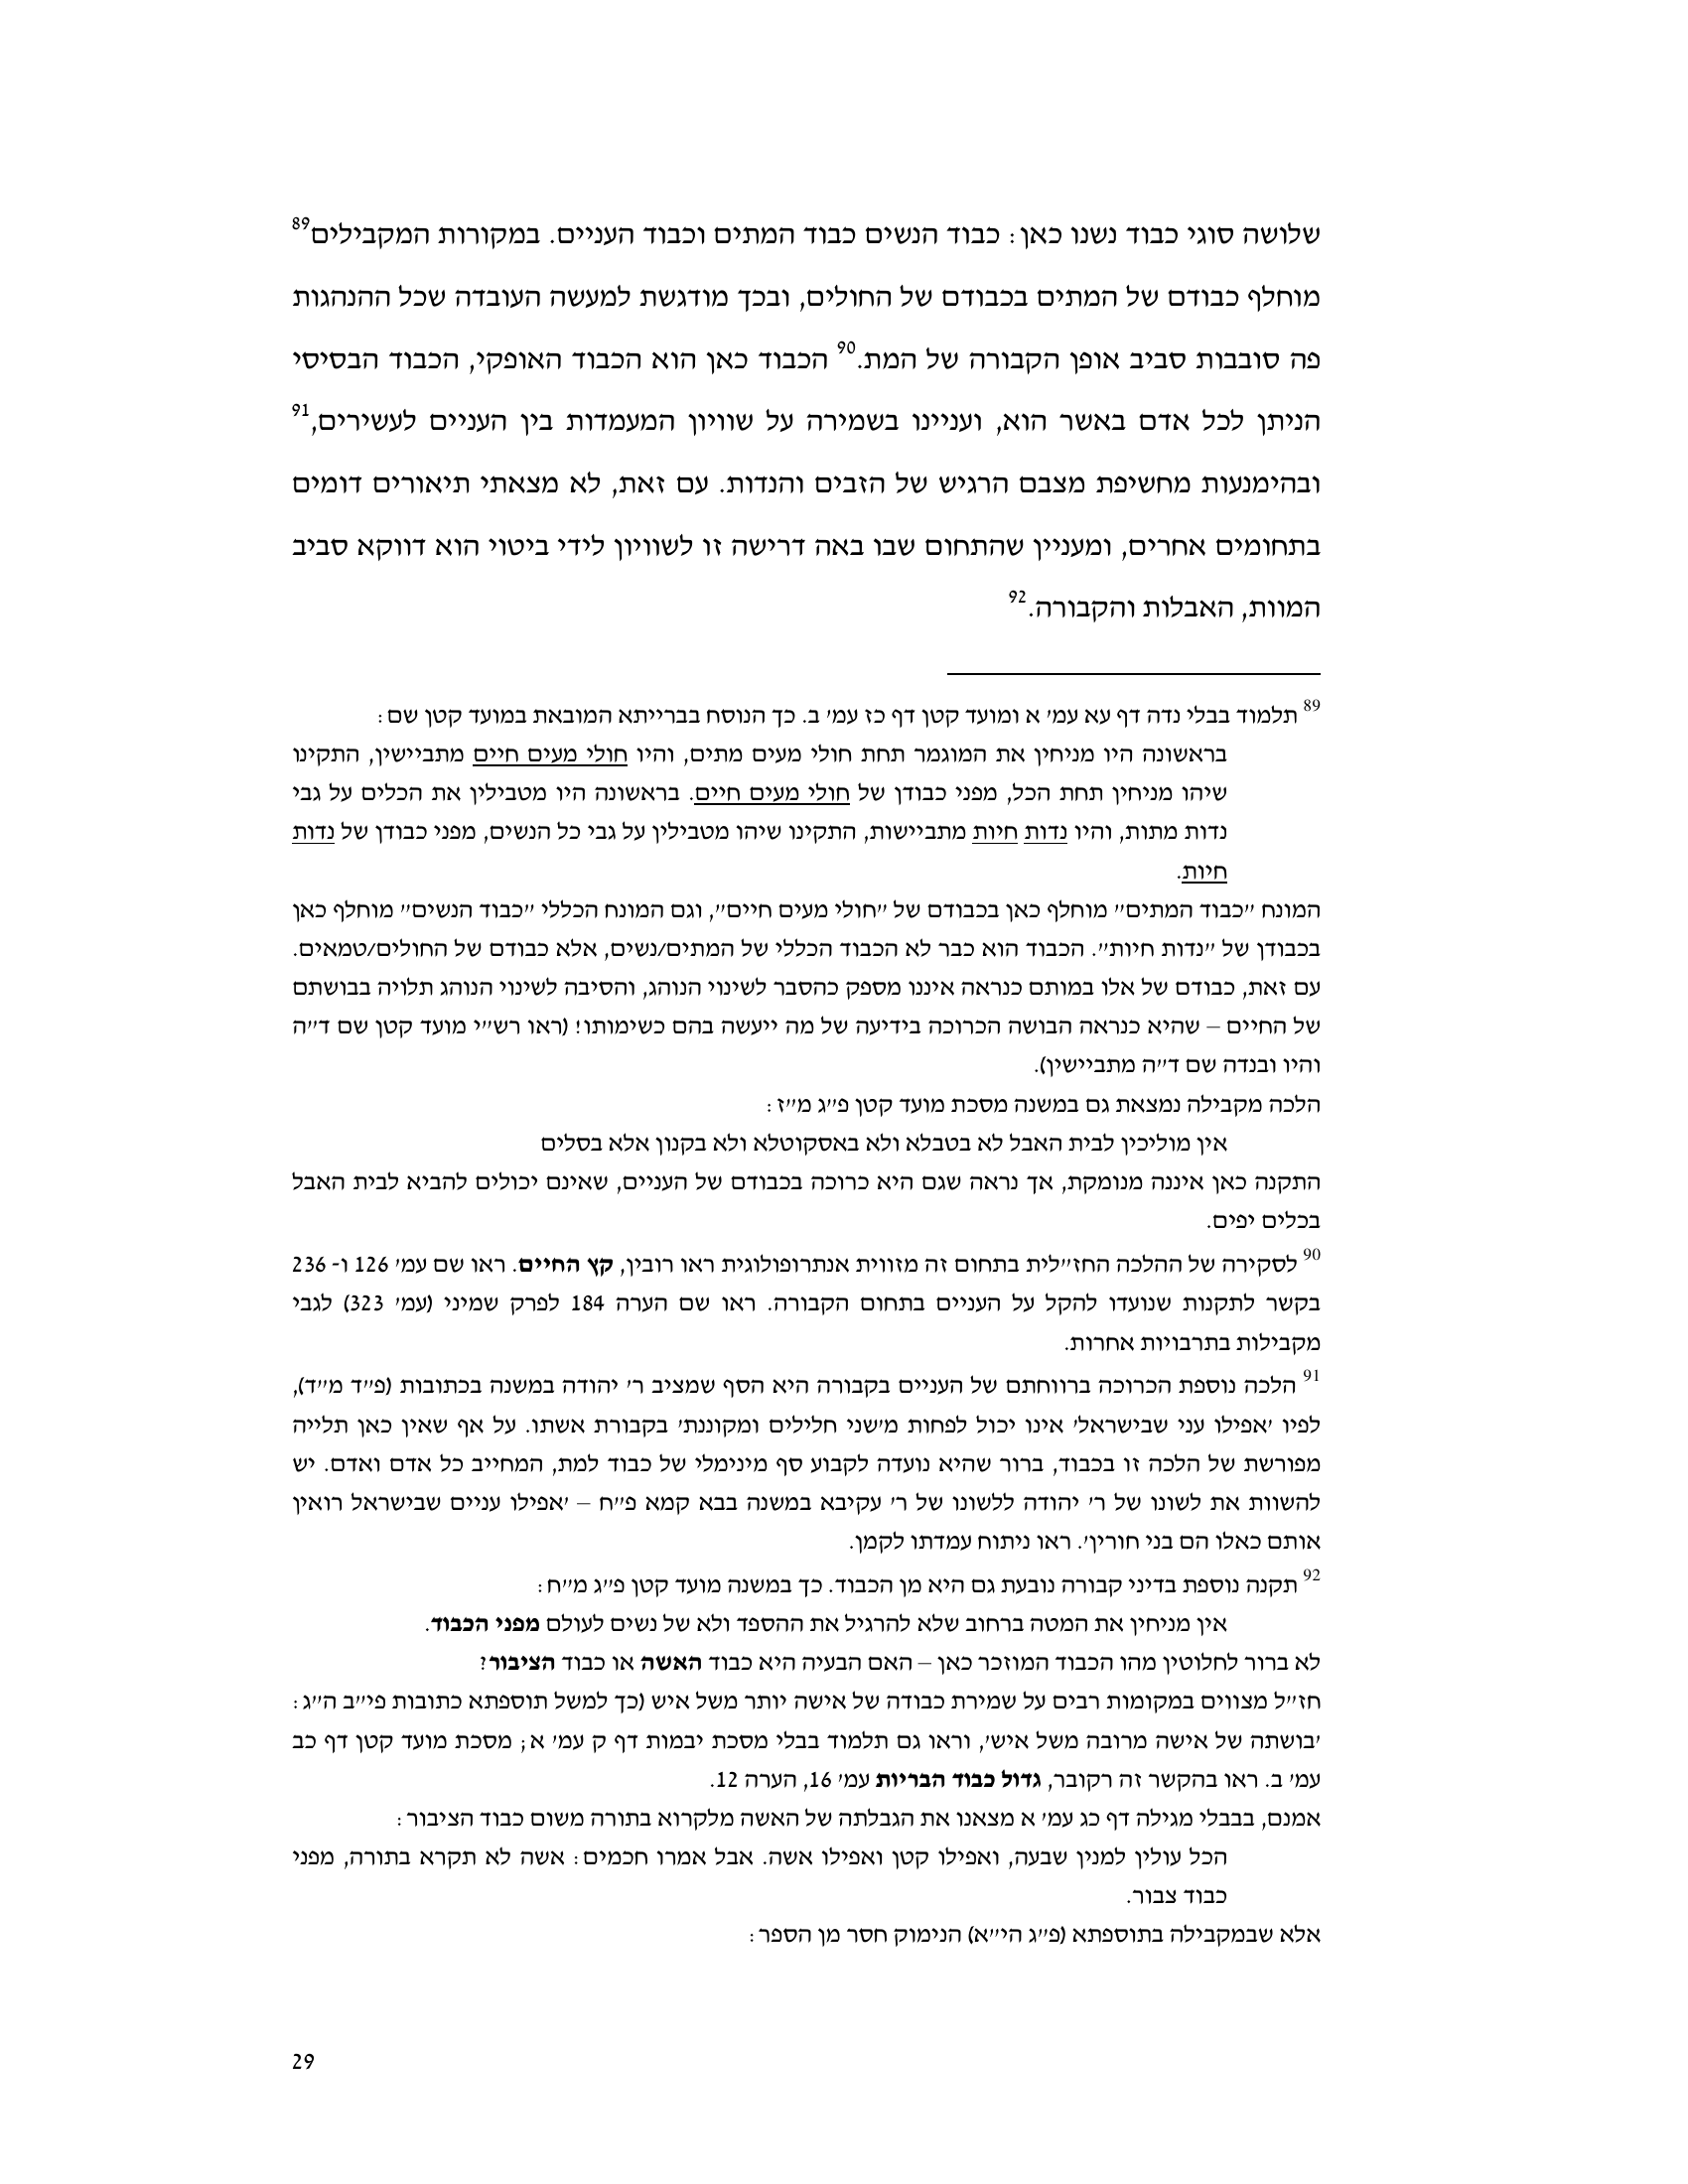 שלושה סוגי כבוד נשנו כאן: כבוד הנשים כבוד המתים וכבוד העניים. במקורות המקבילים89
מוחלף כבודם של המתים בכבודם של החולים, ובכך מודגשת למעשה העובדה שכל ההנהגות
פה סובבות סביב אופן הקבורה של המת.90 הכבוד כאן הוא הכבוד האופקי, הכבוד הבסיסי
הניתן לכל אדם באשר הוא, ועניינו בשמירה על שוויון המעמדות בין העניים לעשירים,91
ובהימנעות מחשיפת מצבם הרגיש של הזבים והנדות. עם זאת, לא מצאתי תיאורים דומים
בתחומים אחרים, ומעניין שהתחום שבו באה דרישה זו לשוויון לידי ביטוי הוא דווקא סביב
המוות, האבלות והקבורה.92
89 תלמוד בבלי נדה דף עא עמ' א ומועד קטן דף כז עמ' ב. כך הנוסח בברייתא המובאת במועד קטן שם:
בראשונה היו מניחין את המוגמר תחת חולי מעים מתים, והיו חולי מעים חיים מתביישין, התקינו
שיהו מניחין תחת הכל, מפני כבודן של חולי מעים חיים. בראשונה היו מטבילין את הכלים על גבי
נדות מתות, והיו נדות חיות מתביישות, התקינו שיהו מטבילין על גבי כל הנשים, מפני כבודן של נדות
חיות.
המונח "כבוד המתים" מוחלף כאן בכבודם של "חולי מעים חיים", וגם המונח הכללי "כבוד הנשים" מוחלף כאן
בכבודן של "נדות חיות". הכבוד הוא כבר לא הכבוד הכללי של המתים/נשים, אלא כבודם של החולים/טמאים.
עם זאת, כבודם של אלו במותם כנראה איננו מספק כהסבר לשינוי הנוהג, והסיבה לשינוי הנוהג תלויה בבושתם
של החיים – שהיא כנראה הבושה הכרוכה בידיעה של מה ייעשה בהם כשימותו! (ראו רש"י מועד קטן שם ד"ה
והיו ובנדה שם ד"ה מתביישין).
הלכה מקבילה נמצאת גם במשנה מסכת מועד קטן פ"ג מ"ז:
אין מוליכין לבית האבל לא בטבלא ולא באסקוטלא ולא בקנון אלא בסלים
התקנה כאן איננה מנומקת, אך נראה שגם היא כרוכה בכבודם של העניים, שאינם יכולים להביא לבית האבל
בכלים יפים.
90 לסקירה של ההלכה החז"לית בתחום זה מזווית אנתרופולוגית ראו רובין, קץ החיים. ראו שם עמ' 126 ו- 236
בקשר לתקנות שנועדו להקל על העניים בתחום הקבורה. ראו שם הערה 184 לפרק שמיני (עמ' 323) לגבי
מקבילות בתרבויות אחרות.
91 הלכה נוספת הכרוכה ברווחתם של העניים בקבורה היא הסף שמציב ר' יהודה במשנה בכתובות (פ"ד מ"ד),
לפיו 'אפילו עני שבישראל' אינו יכול לפחות מ'שני חלילים ומקוננת' בקבורת אשתו. על אף שאין כאן תלייה
מפורשת של הלכה זו בכבוד, ברור שהיא נועדה לקבוע סף מינימלי של כבוד למת, המחייב כל אדם ואדם. יש
להשוות את לשונו של ר' יהודה ללשונו של ר' עקיבא במשנה בבא קמא פ"ח – 'אפילו עניים שבישראל רואין
אותם כאלו הם בני חורין'. ראו ניתוח עמדתו לקמן.
92 תקנה נוספת בדיני קבורה נובעת גם היא מן הכבוד. כך במשנה מועד קטן פ"ג מ"ח:
אין מניחין את המטה ברחוב שלא להרגיל את ההספד ולא של נשים לעולם מפני הכבוד.
לא ברור לחלוטין מהו הכבוד המוזכר כאן – האם הבעיה היא כבוד האשה או כבוד הציבור?
חז"ל מצווים במקומות רבים על שמירת כבודה של אישה יותר משל איש (כך למשל תוספתא כתובות פי"ב ה"ג:
'בושתה של אישה מרובה משל איש', וראו גם תלמוד בבלי מסכת יבמות דף ק עמ' א; מסכת מועד קטן דף כב
עמ' ב. ראו בהקשר זה רקובר, גדול כבוד הבריות עמ' 16, הערה 12.
אמנם, בבבלי מגילה דף כג עמ' א מצאנו את הגבלתה של האשה מלקרוא בתורה משום כבוד הציבור:
הכל עולין למנין שבעה, ואפילו קטן ואפילו אשה. אבל אמרו חכמים: אשה לא תקרא בתורה, מפני
כבוד צבור.
אלא שבמקבילה בתוספתא (פ"ג הי"א) הנימוק חסר מן הספר:
29